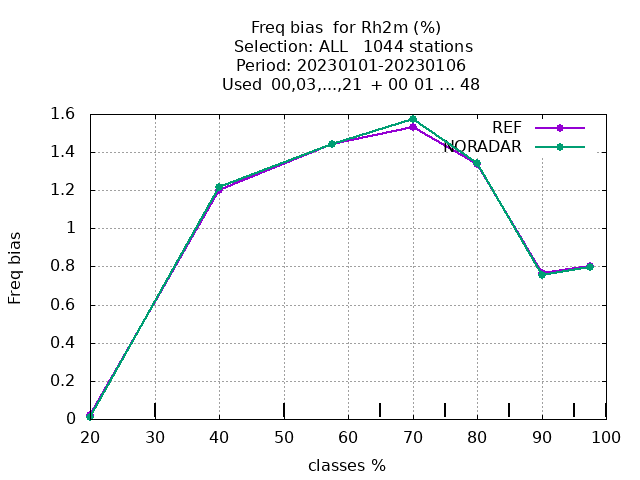 Freq bias  for Rh2m (%)
Selection: ALL   1044 stations
Period: 20230101-20230106
Used  00,03,...,21  + 00 01 ... 48
REF
NORADAR
1.6
1.4
1.2
1
0.8
0.6
0.4
0.2
0
Freq bias
20 30 40 50 60 70 80 90 100
classes %